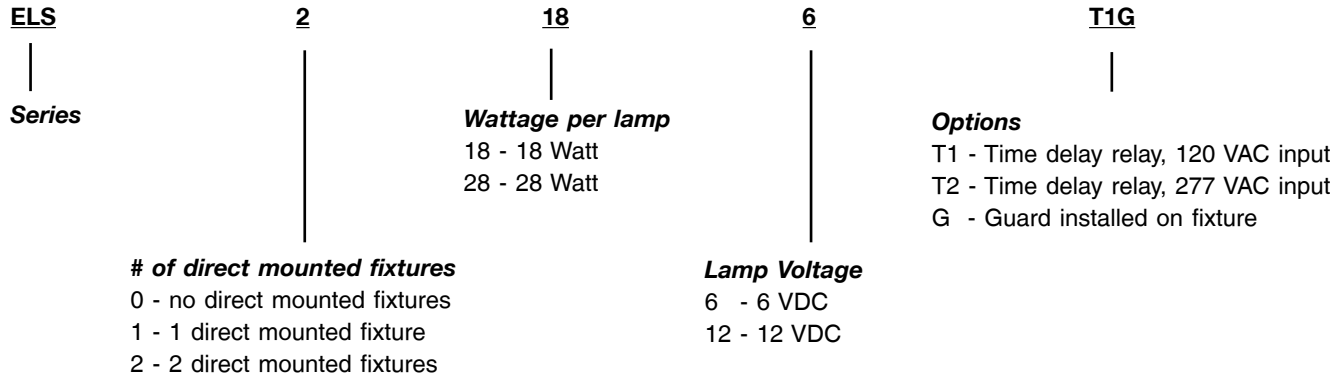 ELS 2 18 6 T1G
Series
Wattage per lamp
18 - 18 Watt
28 - 28 Watt
Options
T1 - Time delay relay, 120 VAC input
T2 - Time delay relay, 277 VAC input
G - Guard installed on fixture
# of direct mounted fixtures
0 - no direct mounted fixtures
1 - 1 direct mounted fixture
2 - 2 direct mounted fixtures
Lamp Voltage
6 - 6 VDC
12 - 12 VDC